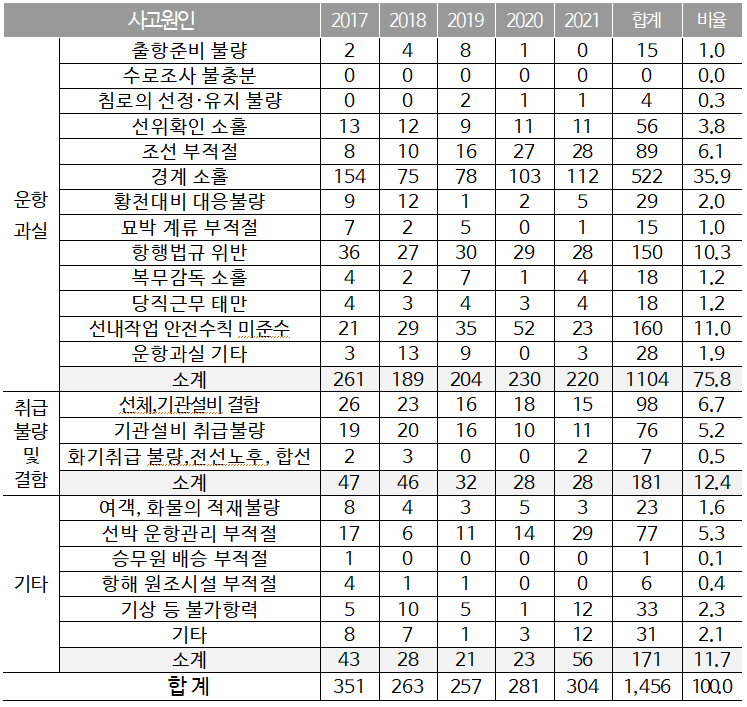 사고원인 2017 2018 2019 2020 2021 합계 비율
운항
과실
출항준비 불량 2 4 8 1 0 15 1.0
수로조사 불충분 0 0 0 0 0 0 0.0
침로의 선정·유지 불량 0 0 2 1 1 4 0.3
선위확인 소홀 13 12 9 11 11 56 3.8
조선 부적절 8 10 16 27 28 89 6.1
경계 소홀 154 75 78 103 112 522 35.9
황천대비 대응불량 9 12 1 2 5 29 2.0
묘박 계류 부적절 7 2 5 0 1 15 1.0
항행법규 위반 36 27 30 29 28 150 10.3
복무감독 소홀 4 2 7 1 4 18 1.2
당직근무 태만 4 3 4 3 4 18 1.2
선내작업 안전수칙 미준수 21 29 35 52 23 160 11.0
운항과실 기타 3 13 9 0 3 28 1.9
소계 261 189 204 230 220 1104 75.8
취급
불량
및
결함
선체,기관설비 결함 26 23 16 18 15 98 6.7
기관설비 취급불량 19 20 16 10 11 76 5.2
화기취급 불량,전선노후, 합선 2 3 0 0 2 7 0.5
소계 47 46 32 28 28 181 12.4
기타
여객, 화물의 적재불량 8 4 3 5 3 23 1.6
선박 운항관리 부적절 17 6 11 14 29 77 5.3
승무원 배승 부적절 1 0 0 0 0 1 0.1
항해 원조시설 부적절 4 1 1 0 0 6 0.4
기상 등 불가항력 5 10 5 1 12 33 2.3
기타 8 7 1 3 12 31 2.1
소계 43 28 21 23 56 171 11.7
합 계 351 263 257 281 304 1,456 100.0